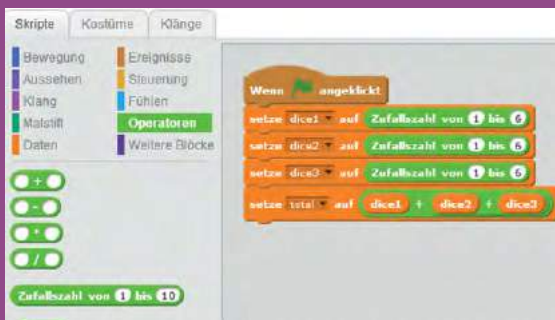 Skripte Kostüme Klänge
Bewegung Ereignisse
Aussehen Steuerung
Klang Fühlen
Malstift Operatoren
Daten Weitere Blöcke
+
-
*
/
Zufallszahl von 1 bis 10
Wenn angeklickt
setze dice1 auf Zufallszahl von 1 bis 6
setze dice2 auf Zufallszahl von 1 bis 6
setze dice3 auf Zufallszahl von 1 bis 6
setze total auf dice1 + dice2 + dice3